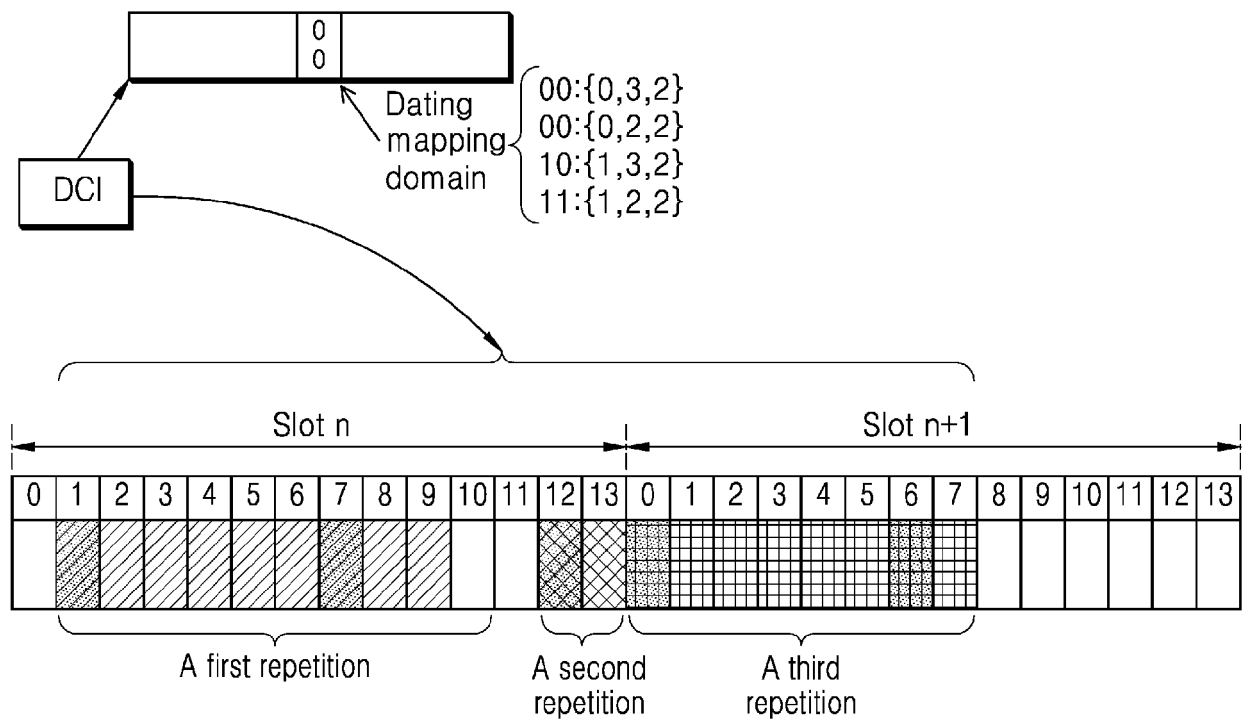 0
0
Dating
mapping
domain
00:{0,3,2}
00:{0,2,2}
10:{1,3,2}
11:{1,2,2}
DCI
Slot n
Slot n+1
0 1 2 3 4 5 6 7 8 9 10 11 12 13 0 1 2 3 4 5 6 7 8 9 10 11 12 13
A first repetition
A second
repetition
A third
repetition